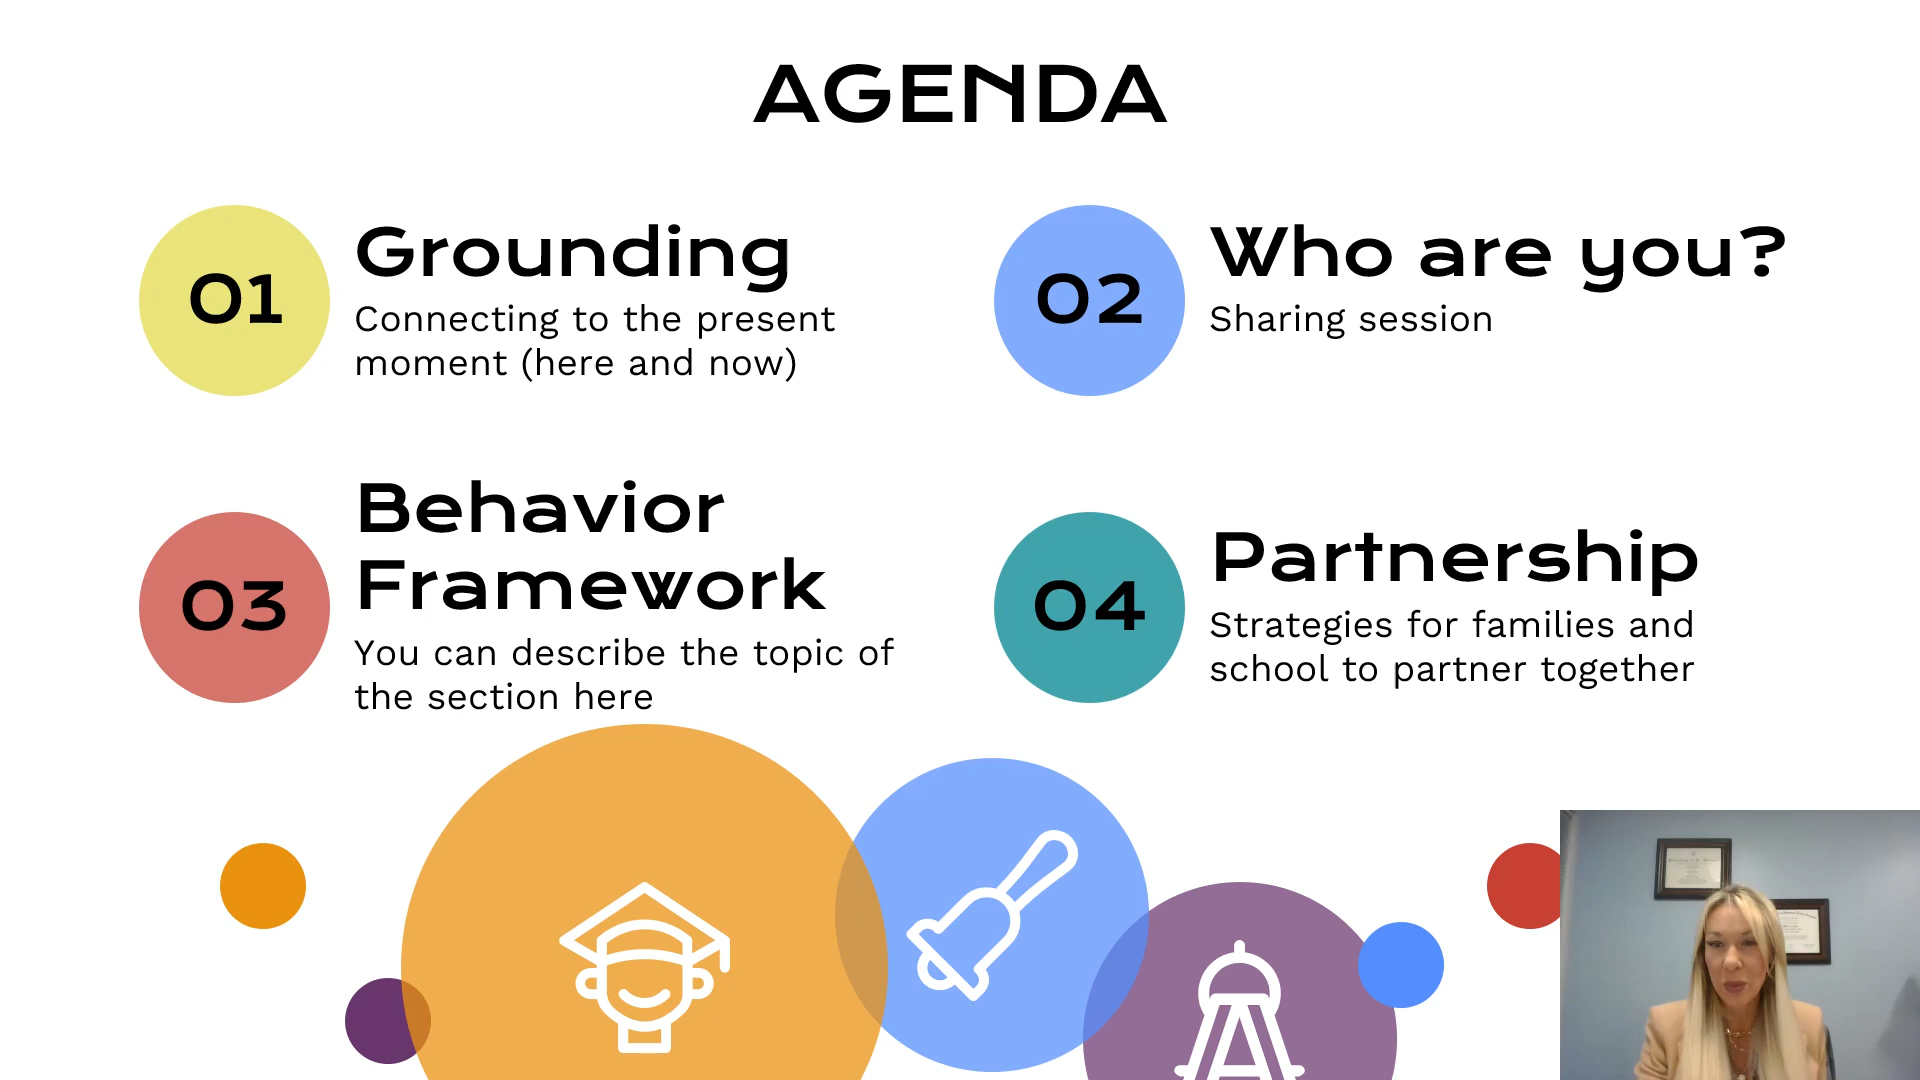 AGENDA
01
Grounding
Connecting to the present
moment (here and now)
02
Who are you?
Sharing session
03
Behavior
Framework
You can describe the topic of
the section here
04
Partnership
Strategies for families and
school to partner together